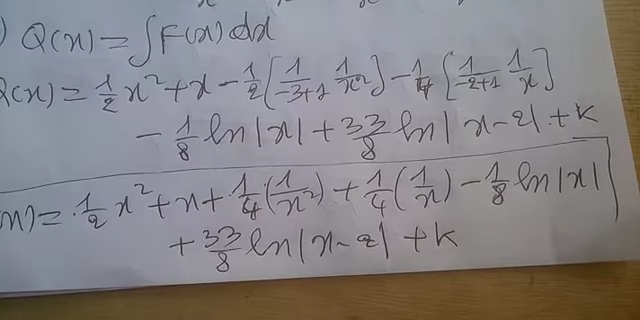 ) Q(x) = ∫F(x) dx
Q(x) = 1/2 x² + x - 1/2 [1/-3+1 1/x²] - 1/4 [1/-2+1 1/x]
- 1/8 ln|x| + 33/8 ln|x-2| + K
x) = 1/2 x² + x + 1/4 (1/x²) + 1/4 (1/x) - 1/8 ln|x|
+ 33/8 ln|x-2| + K